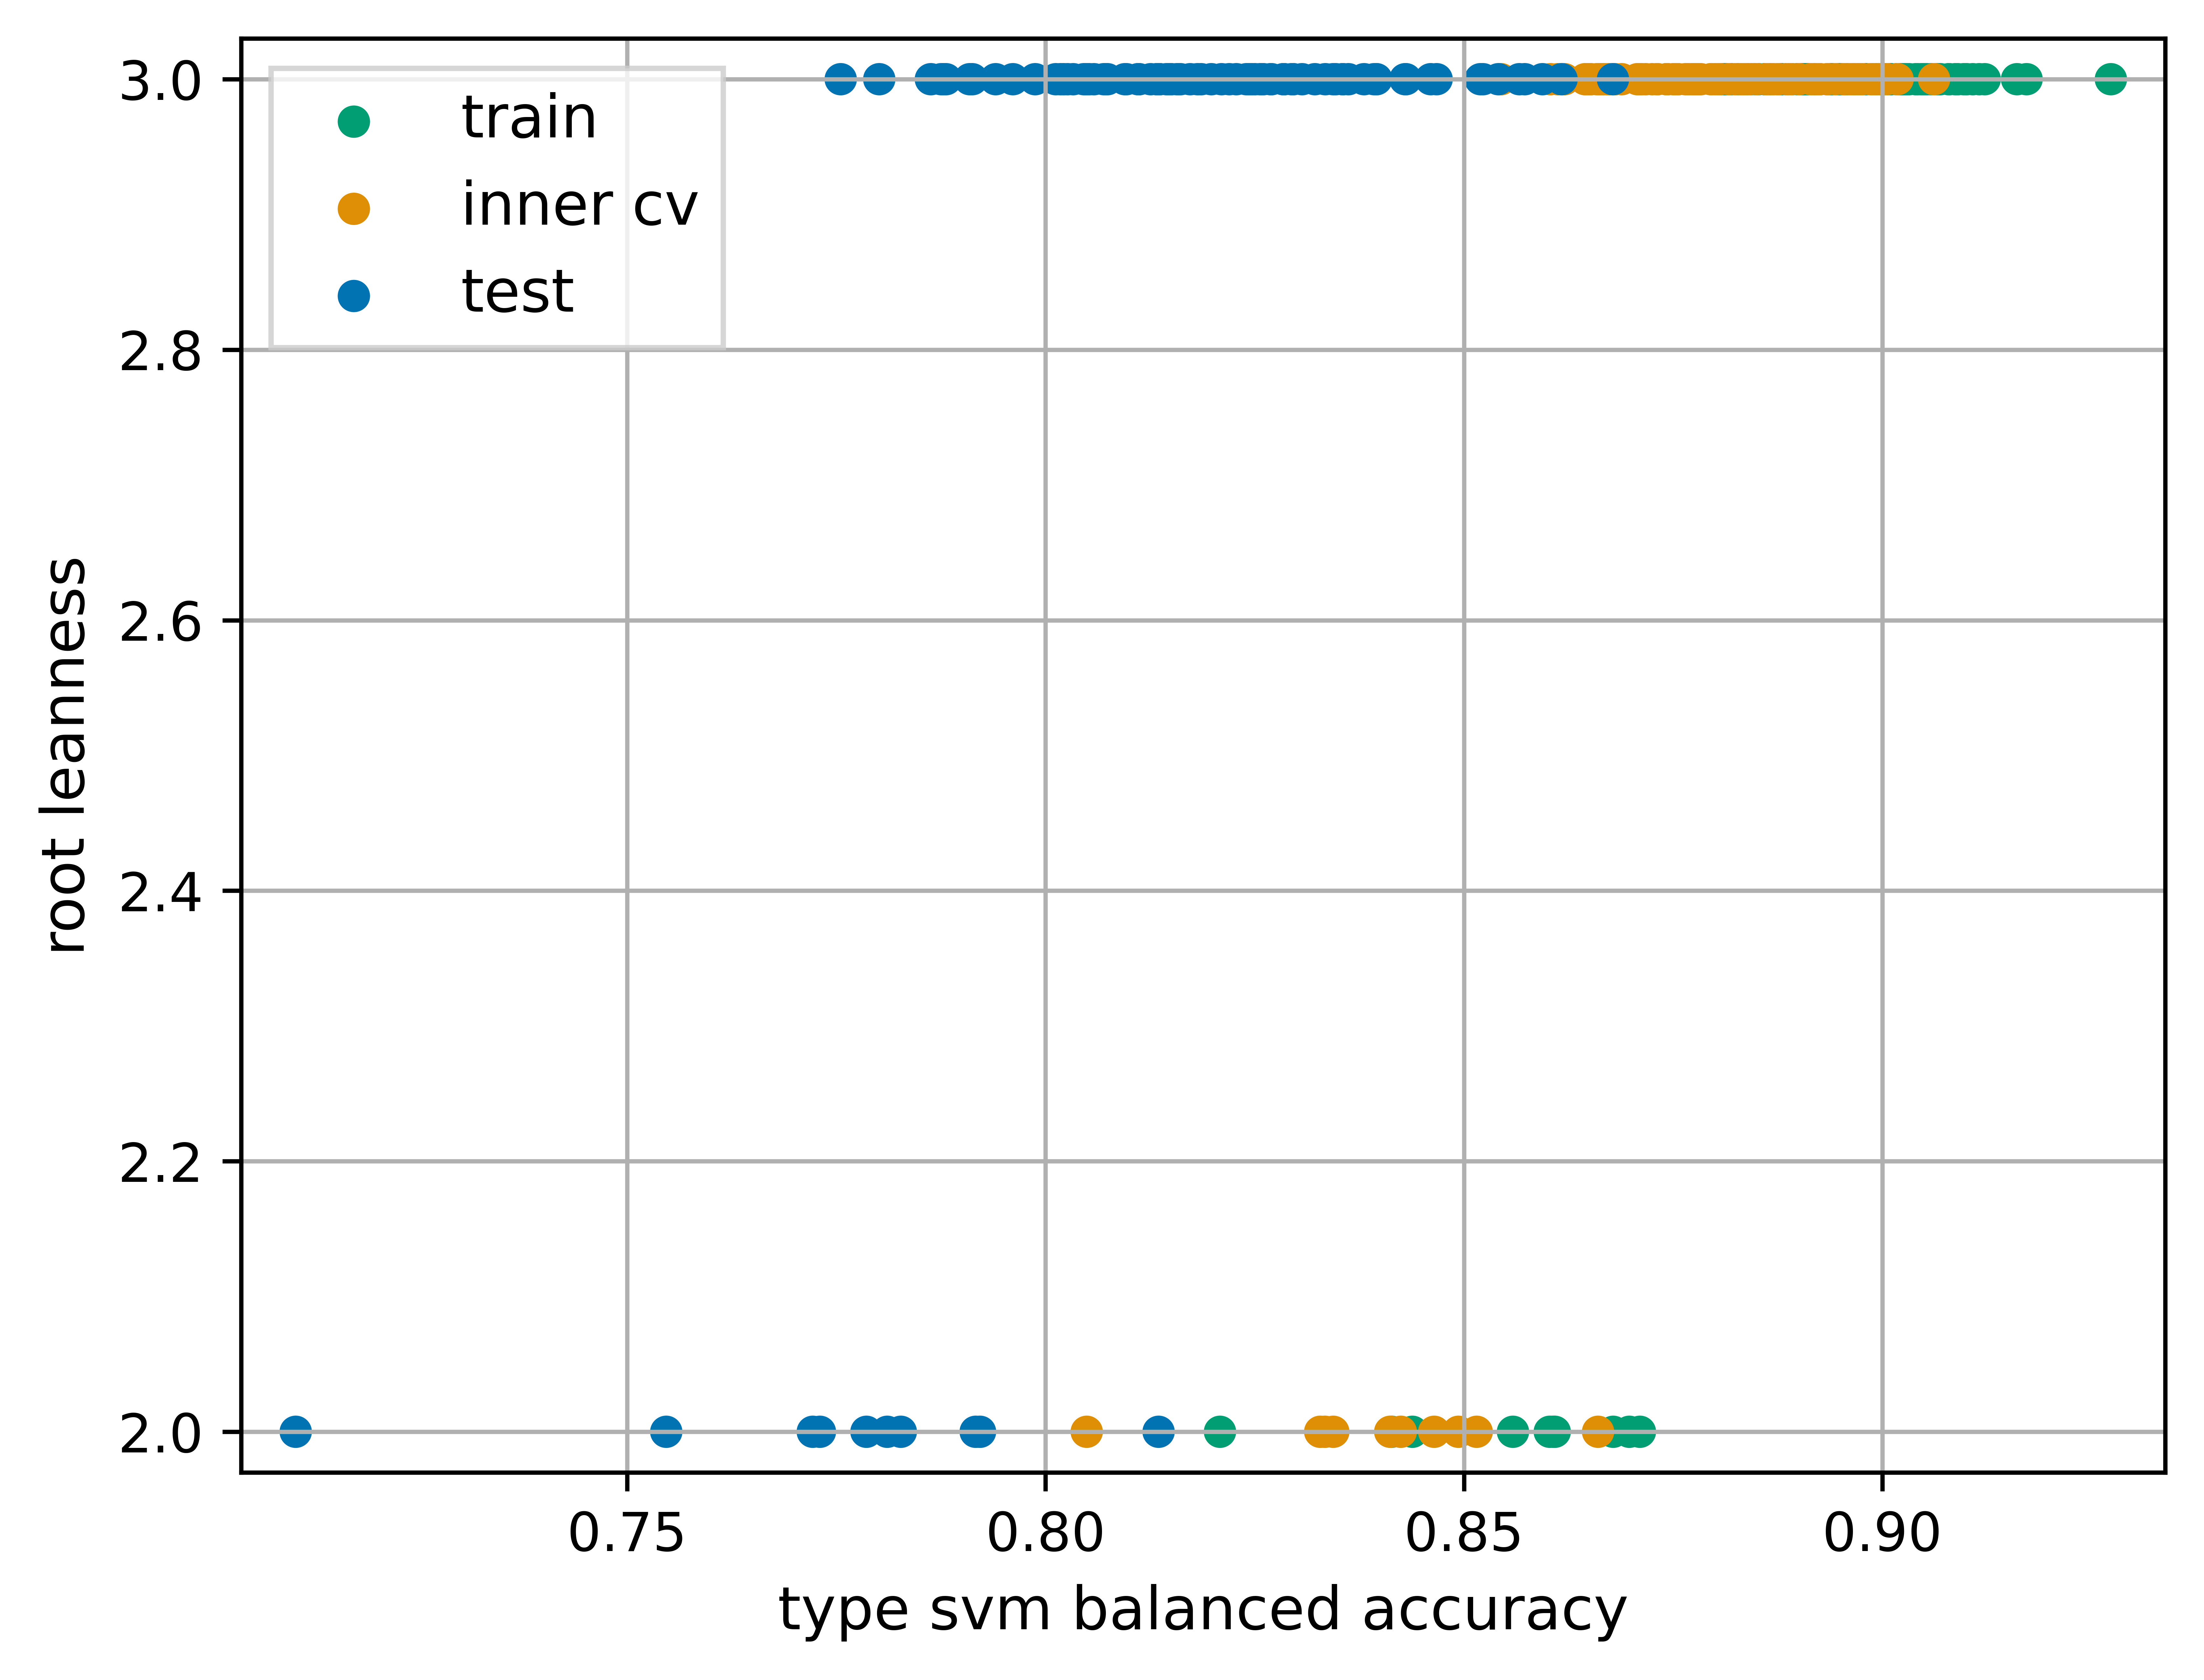 3.0
2.8
2.6
2.4
2.2
2.0
root leanness
train
inner cv
test
0.75 0.80 0.85 0.90
type svm balanced accuracy